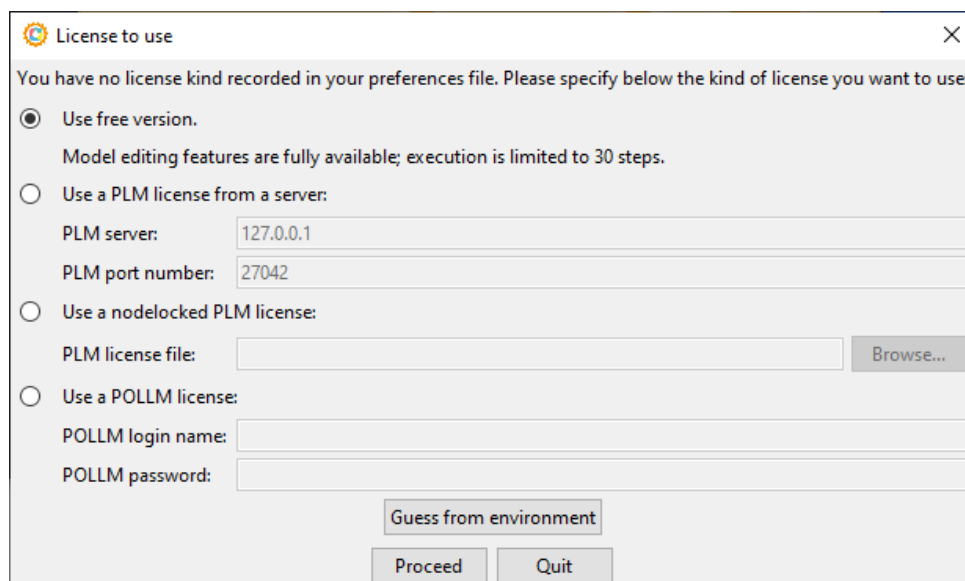 License to use
You have no license kind recorded in your preferences file. Please specify below the kind of license you want to use
Use free version.
Model editing features are fully available; execution is limited to 30 steps.
Use a PLM license from a server:
PLM server: 127.0.0.1
PLM port number: 27042
Use a nodelocked PLM license:
PLM license file: Browse...
Use a POLLM license:
POLLM login name:
POLLM password:
Guess from environment
Proceed Quit